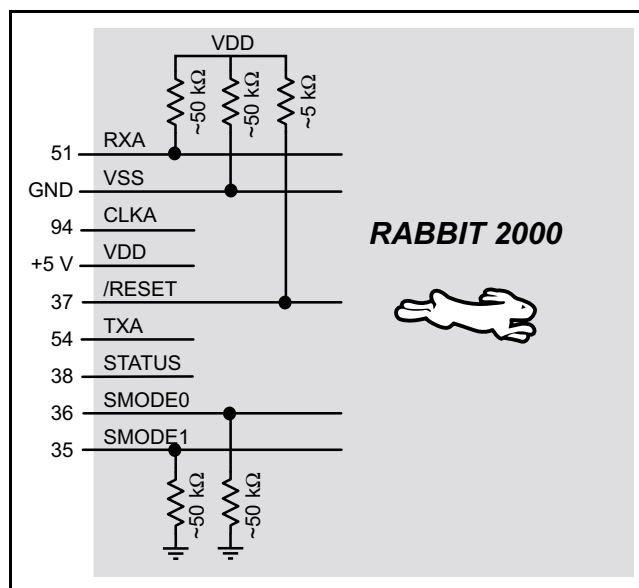 VDD
~50 kΩ
~50 kΩ
~5 kΩ
51 RXA
GND VSS
94 CLKA
+5 V VDD
37 /RESET
54 TXA
38 STATUS
36 SMODE0
35 SMODE1
~50 kΩ
~50 kΩ
RABBIT 2000